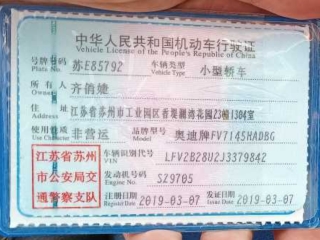 中华人民共和国机动车行驶证
Vehicle License of the People's Republic of China
号牌号码 苏E85792 车辆类型 小型轿车
Plate No. Vehicle Type
所有人 齐俏婕
Owner
住址 江苏省苏州市工业园区香堤澜湾花园23幢1304室
Address
使用性质 非营运 品牌型号 奥迪牌FV7145HADBG
Use Character Model
江苏省苏州
市公安局交
通警察支队
车辆识别代号 LFV2B28U2J3379842
VIN
发动机号码 SZ9705
Engine No.
注册日期 2019-03-07 发证日期 2019-03-07
Register Date Issue Date